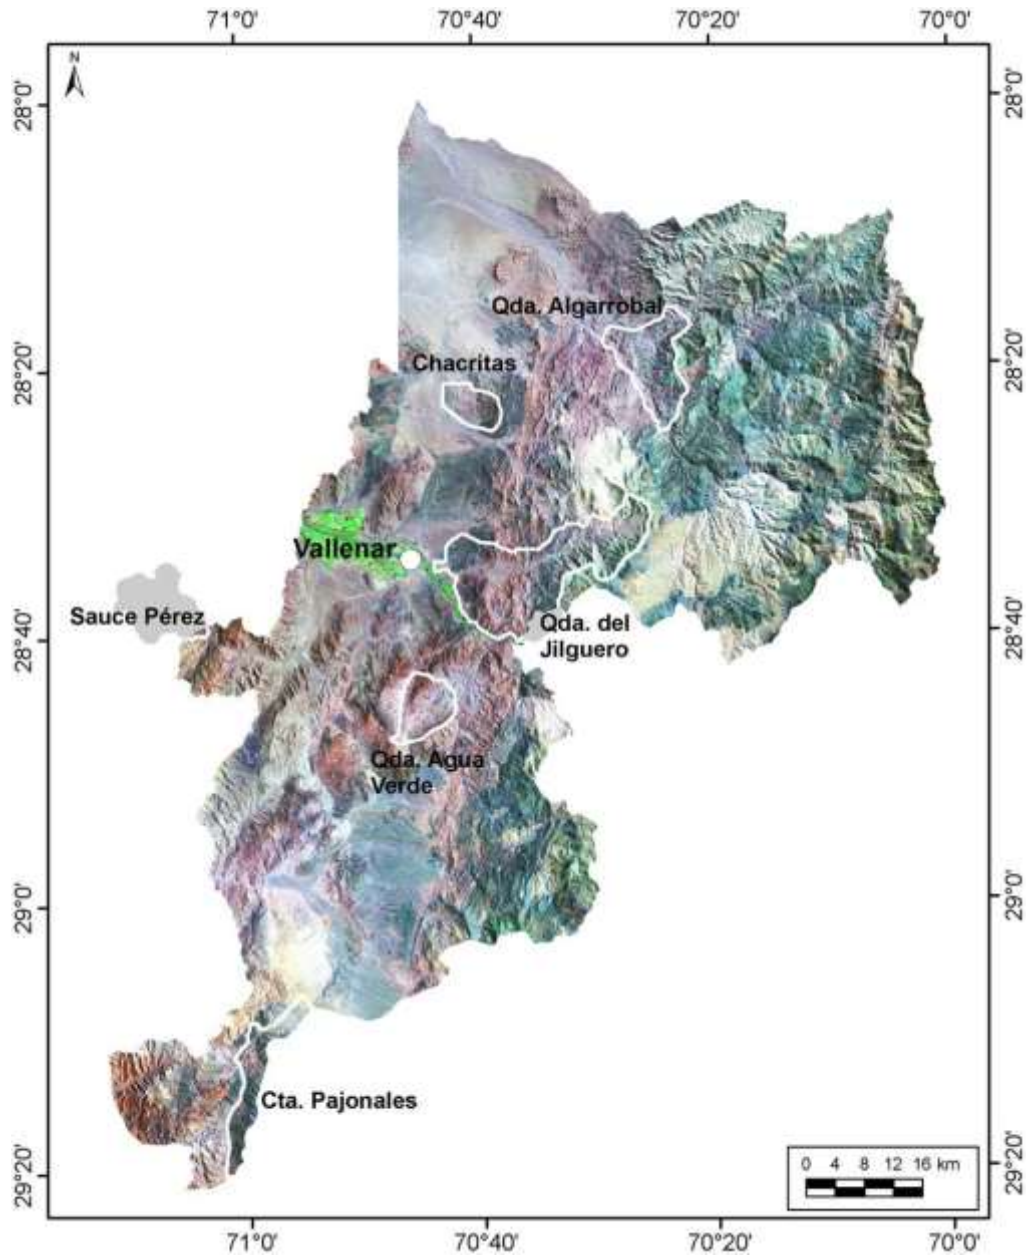 71°0'
70°40'
70°20'
70°0'
N
28°0'
28°0'
Qda. Algarrobal
28°20'
28°20'
Chacritas
Vallenar
Sauce Pérez
28°40'
28°40'
Qda. del
Jilguero
Qda. Agua
Verde
29°0'
29°0'
Cta. Pajonales
29°20'
29°20'
0 4 8 12 16 km
71°0'
70°40'
70°20'
70°0'